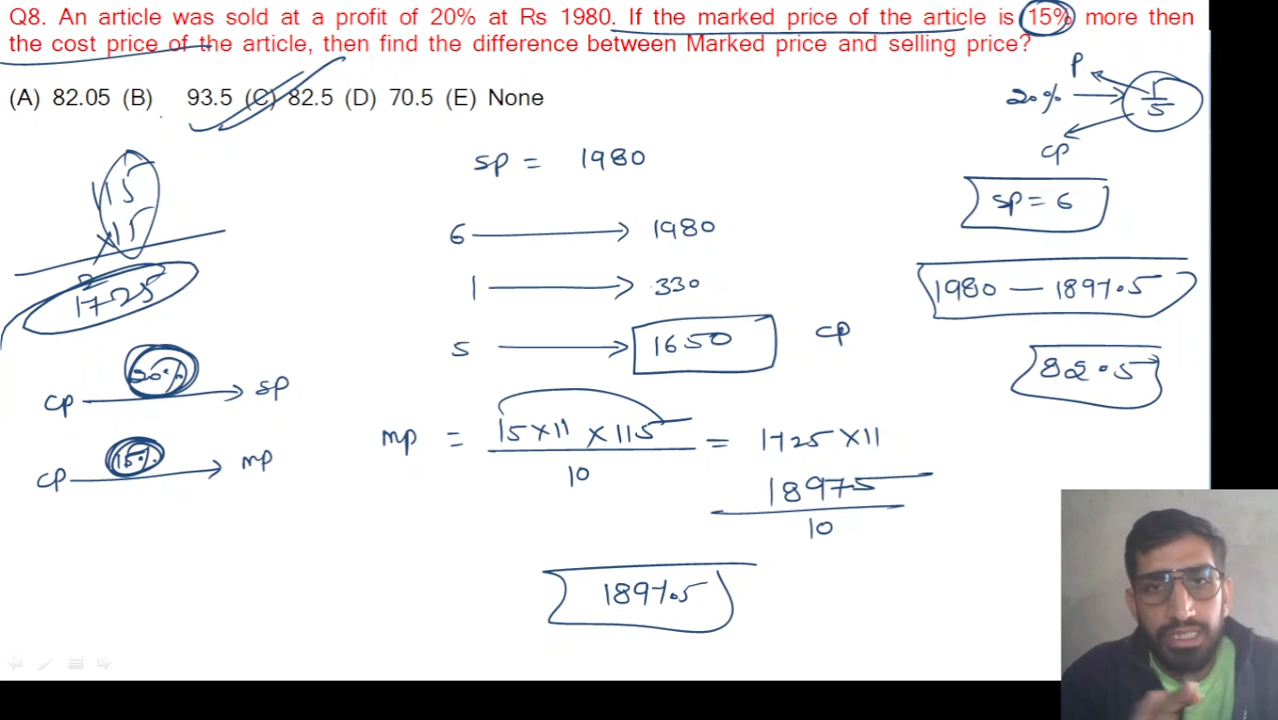 Q8. An article was sold at a profit of 20% at Rs 1980. If the marked price of the article is 15% more then
the cost price of the article, then find the difference between Marked price and selling price?
(A) 82.05 (B) 93.5 (C) 82.5 (D) 70.5 (E) None
P
20% → 1/5
CP
SP = 6
SP = 1980
6 → 1980
1 → 330
5 → 1650 CP
115
×15
2
1725
CP 20% → SP
CP 15% → MP
MP = 15×11 × 115 / 10 = 1725 ×11
18975
10
1897.5
1980 — 1897.5
82.5